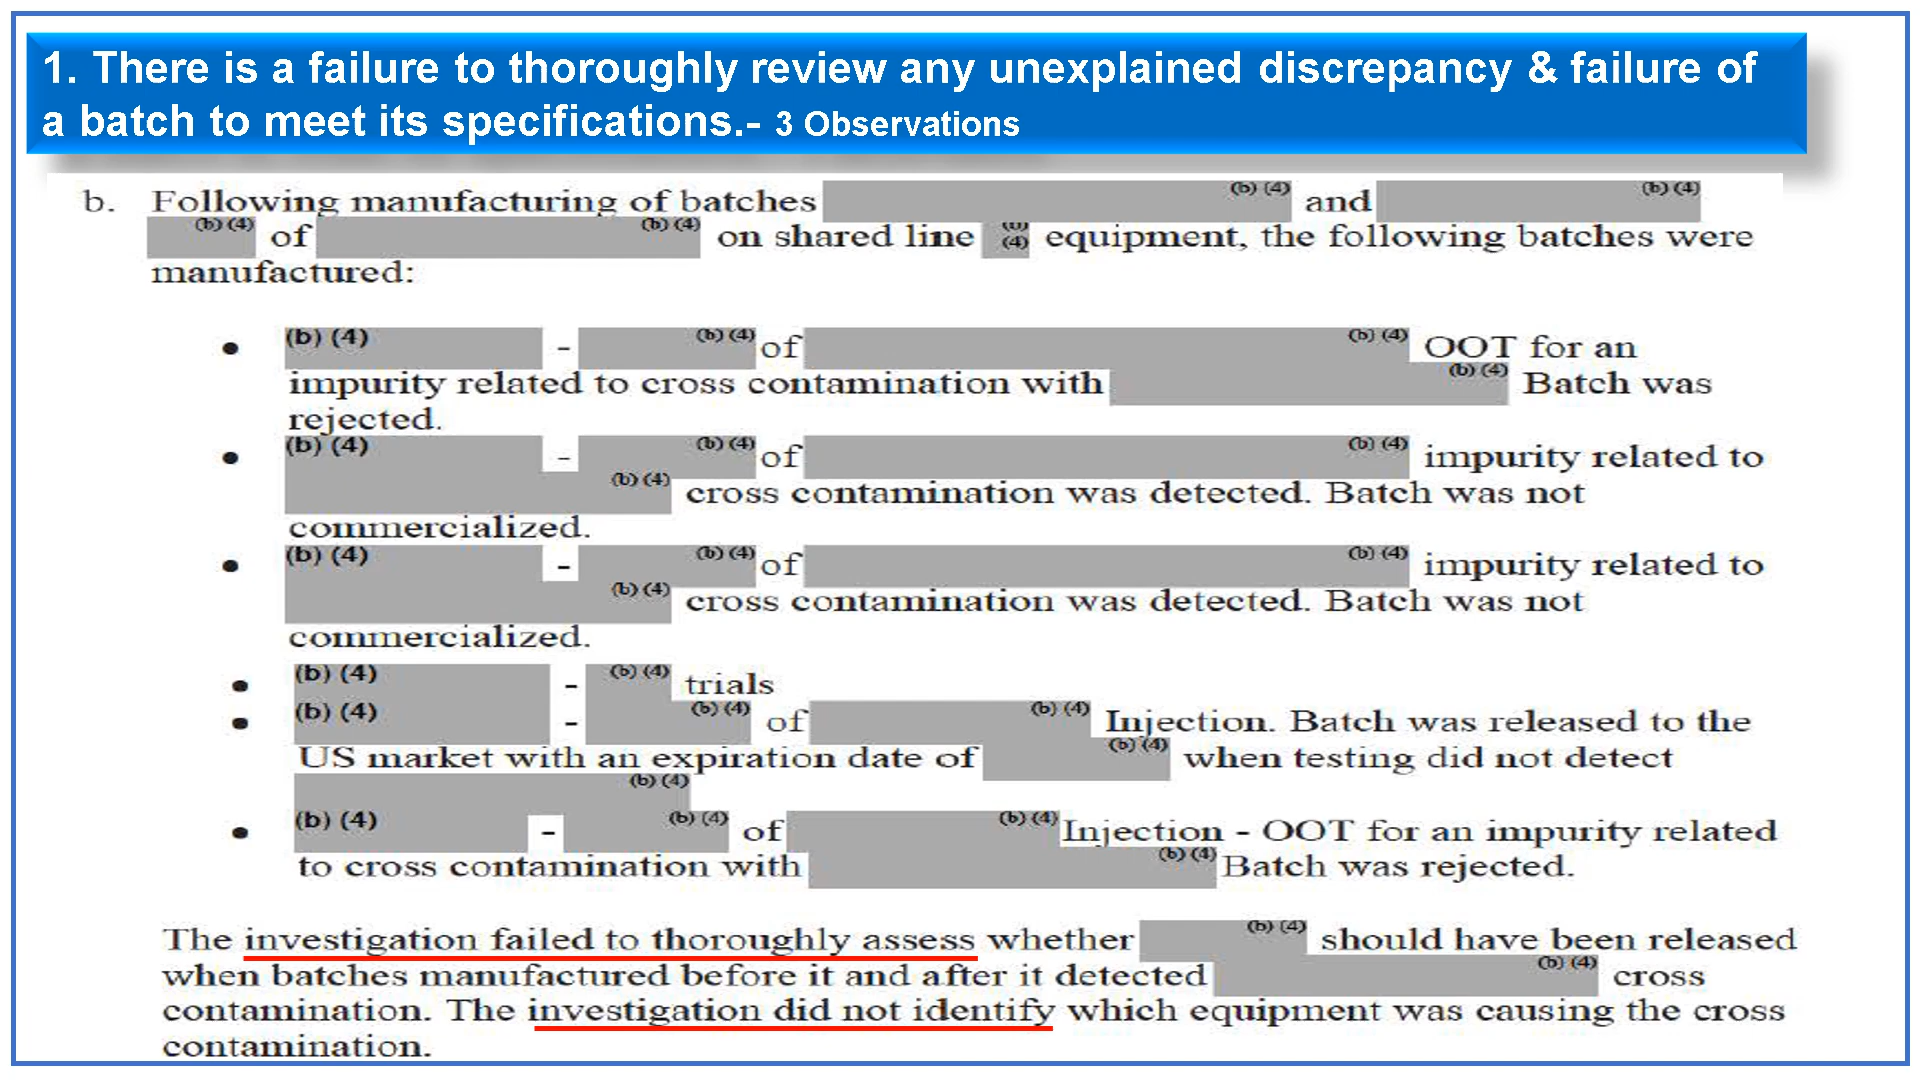 1. There is a failure to thoroughly review any unexplained discrepancy & failure of
a batch to meet its specifications.- 3 Observations
b. Following manufacturing of batches (b) (4) and (b) (4)
(b) (4) of (b) (4) on shared line (b) (4) equipment, the following batches were
manufactured:
• (b) (4) - (b) (4) of (b) (4) OOT for an
impurity related to cross contamination with (b) (4) Batch was
rejected.
• (b) (4) - (b) (4) of (b) (4) impurity related to
(b) (4) cross contamination was detected. Batch was not
commercialized.
• (b) (4) - (b) (4) of (b) (4) impurity related to
(b) (4) cross contamination was detected. Batch was not
commercialized.
• (b) (4) - (b) (4) trials
• (b) (4) - (b) (4) of (b) (4) Injection. Batch was released to the
US market with an expiration date of (b) (4) when testing did not detect
(b) (4)
• (b) (4) - (b) (4) of (b) (4) Injection - OOT for an impurity related
to cross contamination with (b) (4) Batch was rejected.
The investigation failed to thoroughly assess whether (b) (4) should have been released
when batches manufactured before it and after it detected (b) (4) cross
contamination. The investigation did not identify which equipment was causing the cross
contamination.